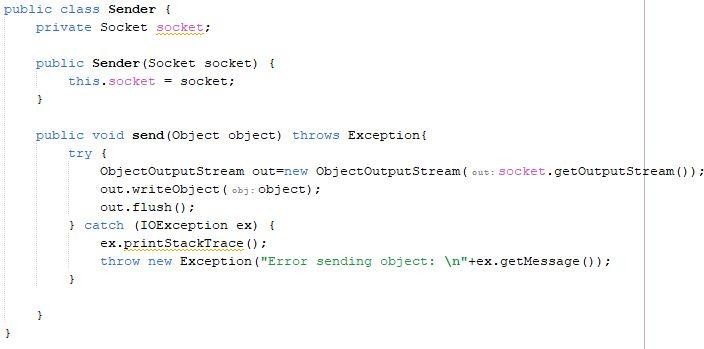 public class Sender {
    private Socket socket;

    public Sender(Socket socket) {
        this.socket = socket;
    }

    public void send(Object object) throws Exception{
        try {
            ObjectOutputStream out=new ObjectOutputStream( out: socket.getOutputStream());
            out.writeObject( obj: object);
            out.flush();
        } catch (IOException ex) {
            ex.printStackTrace();
            throw new Exception("Error sending object: \n"+ex.getMessage());
        }

    }
}